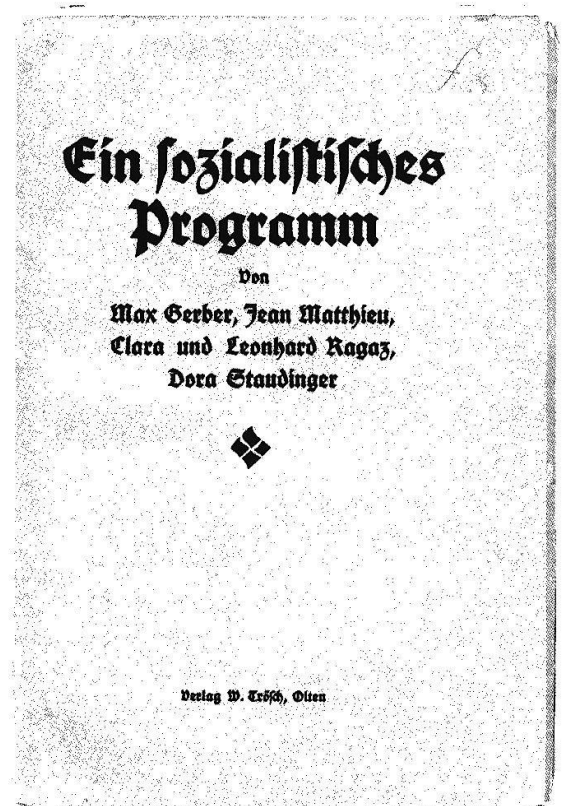 Ein sozialistisches
Programm
Von
Max Gerber, Jean Matthieu,
Clara und Leonhard Ragaz,
Dora Staudinger
Verlag W. Trösch, Olten